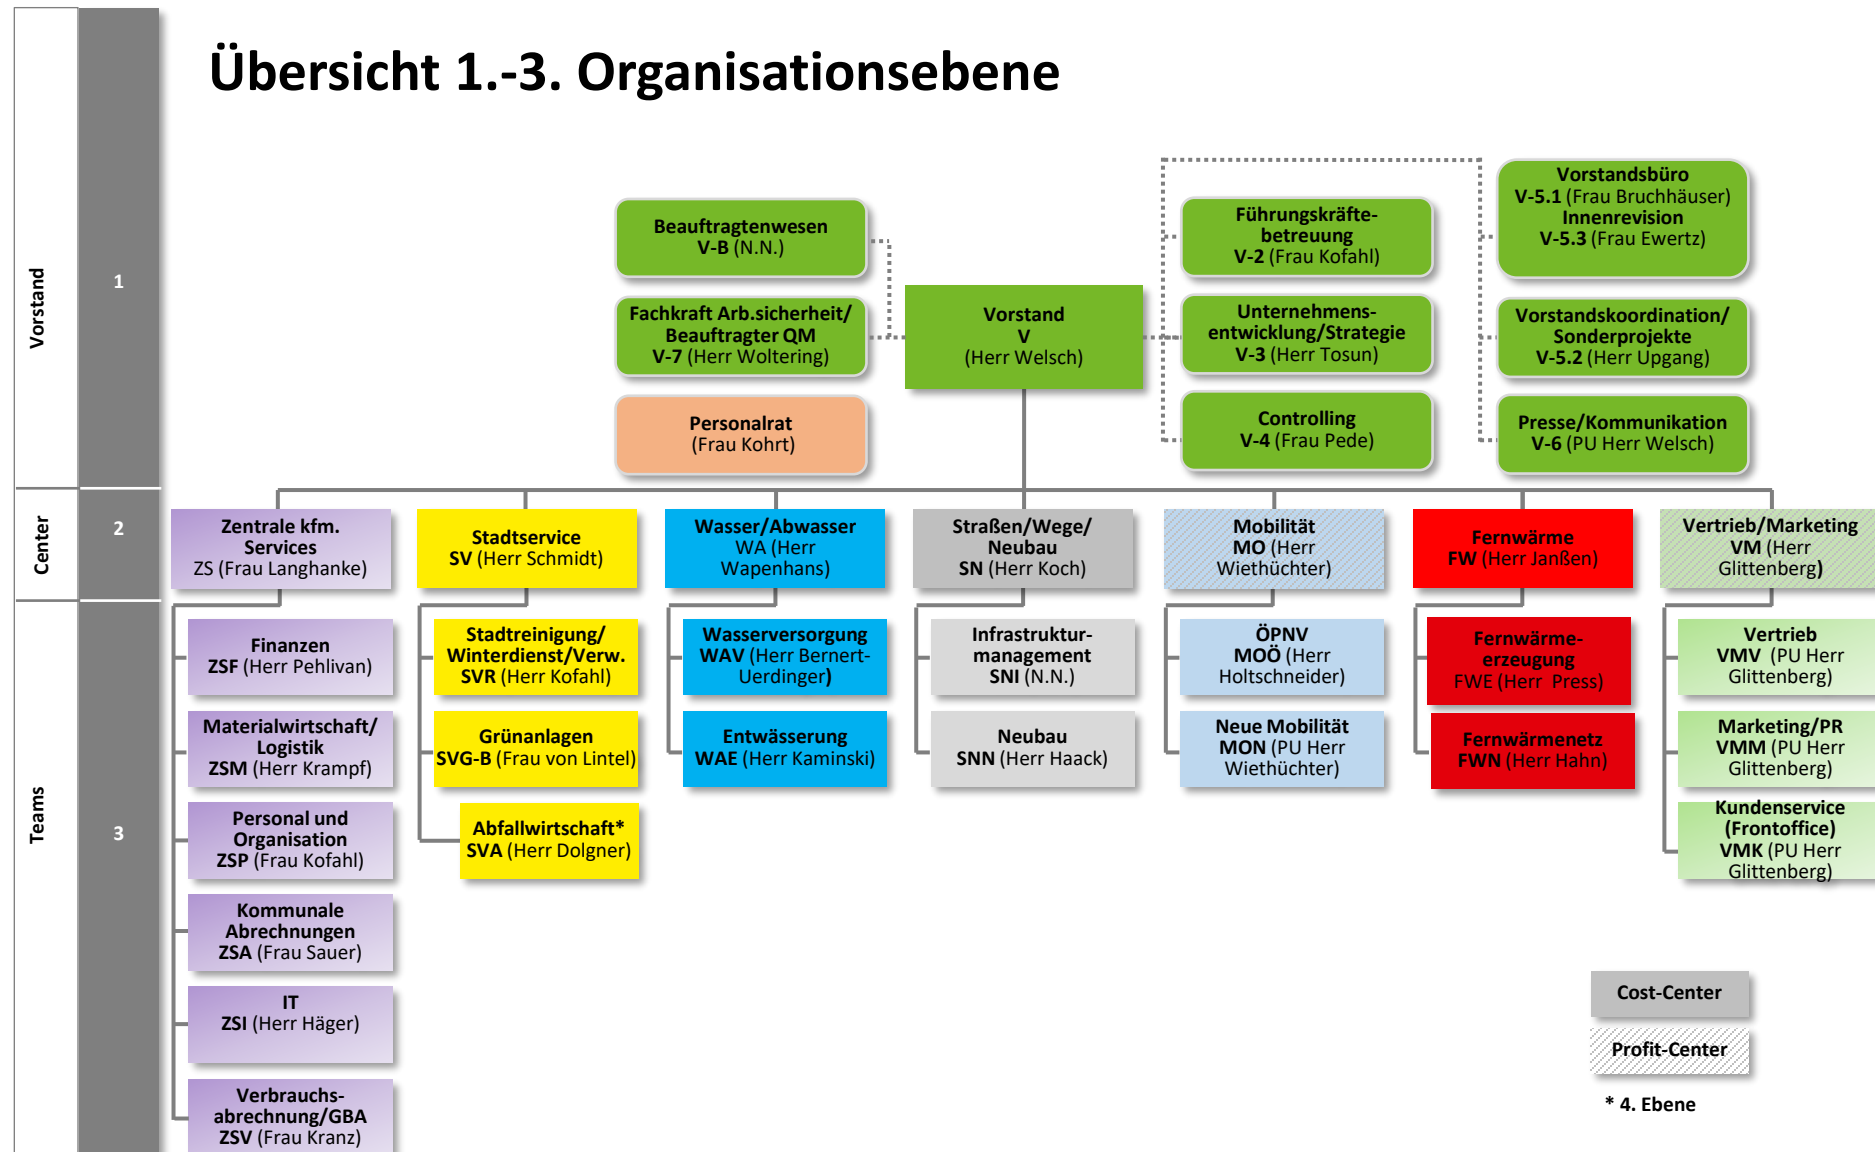 Übersicht 1.-3. Organisationsebene
Vorstand
1
Beauftragtenwesen
V-B (N.N.)
Fachkraft Arb.sicherheit/
Beauftragter QM
V-7 (Herr Woltering)
Personalrat
(Frau Kohrt)
Vorstand
V
(Herr Welsch)
Führungskräfte-
betreuung
V-2 (Frau Kofahl)
Unternehmens-
entwicklung/Strategie
V-3 (Herr Tosun)
Controlling
V-4 (Frau Pede)
Vorstandsbüro
V-5.1 (Frau Bruchhäuser)
Innenrevision
V-5.3 (Frau Ewertz)
Vorstandskoordination/
Sonderprojekte
V-5.2 (Herr Upgang)
Presse/Kommunikation
V-6 (PU Herr Welsch)
Center
2
Zentrale kfm.
Services
ZS (Frau Langhanke)
Stadtservice
SV (Herr Schmidt)
Wasser/Abwasser
WA (Herr
Wapenhans)
Straßen/Wege/
Neubau
SN (Herr Koch)
Mobilität
MO (Herr
Wiethüchter)
Fernwärme
FW (Herr Janßen)
Vertrieb/Marketing
VM (Herr
Glittenberg)
Teams
3
Finanzen
ZSF (Herr Pehlivan)
Materialwirtschaft/
Logistik
ZSM (Herr Krampf)
Personal und
Organisation
ZSP (Frau Kofahl)
Kommunale
Abrechnungen
ZSA (Frau Sauer)
IT
ZSI (Herr Häger)
Verbrauchs-
abrechnung/GBA
ZSV (Frau Kranz)
Stadtreinigung/
Winterdienst/Verw.
SVR (Herr Kofahl)
Grünanlagen
SVG-B (Frau von Lintel)
Abfallwirtschaft*
SVA (Herr Dolgner)
Wasserversorgung
WAV (Herr Bernert-
Uerdinger)
Entwässerung
WAE (Herr Kaminski)
Infrastruktur-
management
SNI (N.N.)
Neubau
SNN (Herr Haack)
ÖPNV
MOÖ (Herr
Holtschneider)
Neue Mobilität
MON (PU Herr
Wiethüchter)
Fernwärme-
erzeugung
FWE (Herr Press)
Fernwärmenetz
FWN (Herr Hahn)
Vertrieb
VMV (PU Herr
Glittenberg)
Marketing/PR
VMM (PU Herr
Glittenberg)
Kundenservice
(Frontoffice)
VMK (PU Herr
Glittenberg)
Cost-Center
Profit-Center
* 4. Ebene